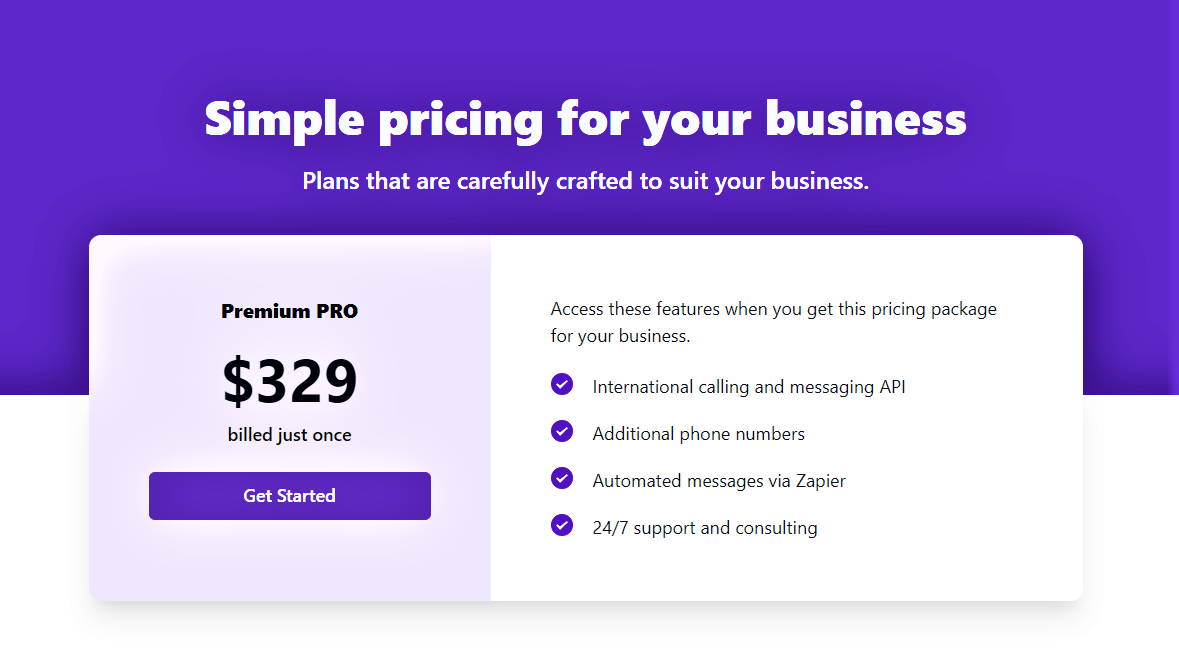 Simple pricing for your business
Plans that are carefully crafted to suit your business.
Premium PRO
$329
billed just once
Get Started
Access these features when you get this pricing package
for your business.
International calling and messaging API
Additional phone numbers
Automated messages via Zapier
24/7 support and consulting